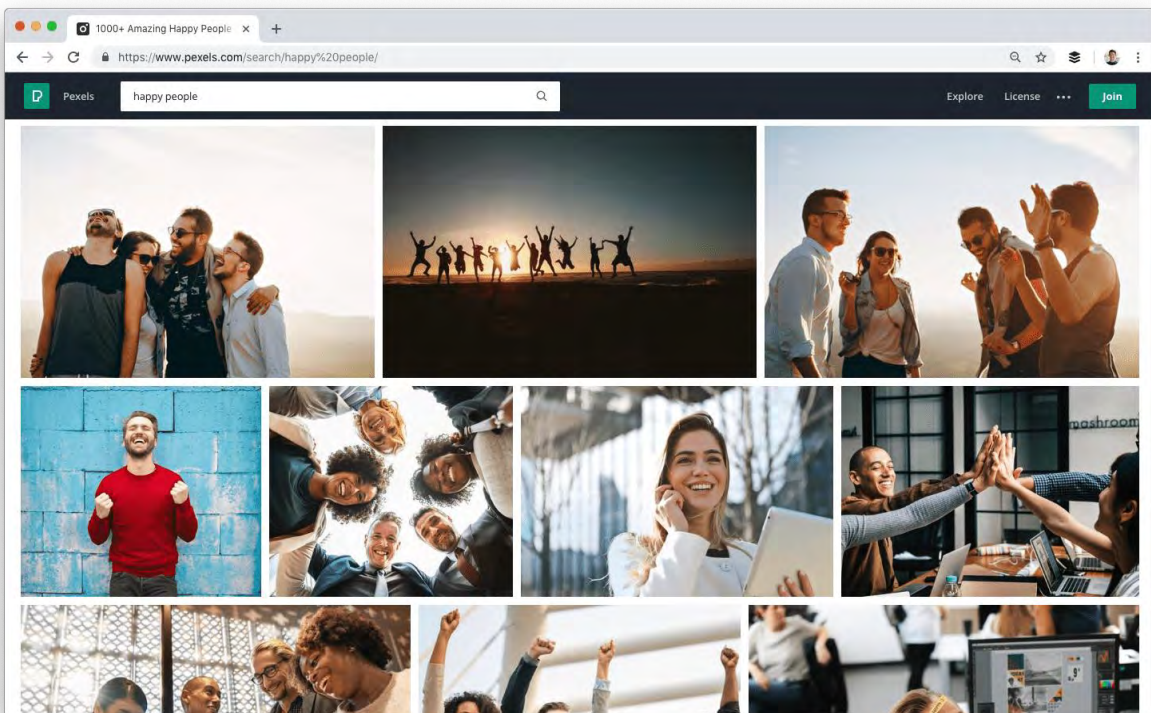 1000+ Amazing Happy People
https://www.pexels.com/search/happy%20people/
Pexels
happy people
Explore
License
Join
mashroom